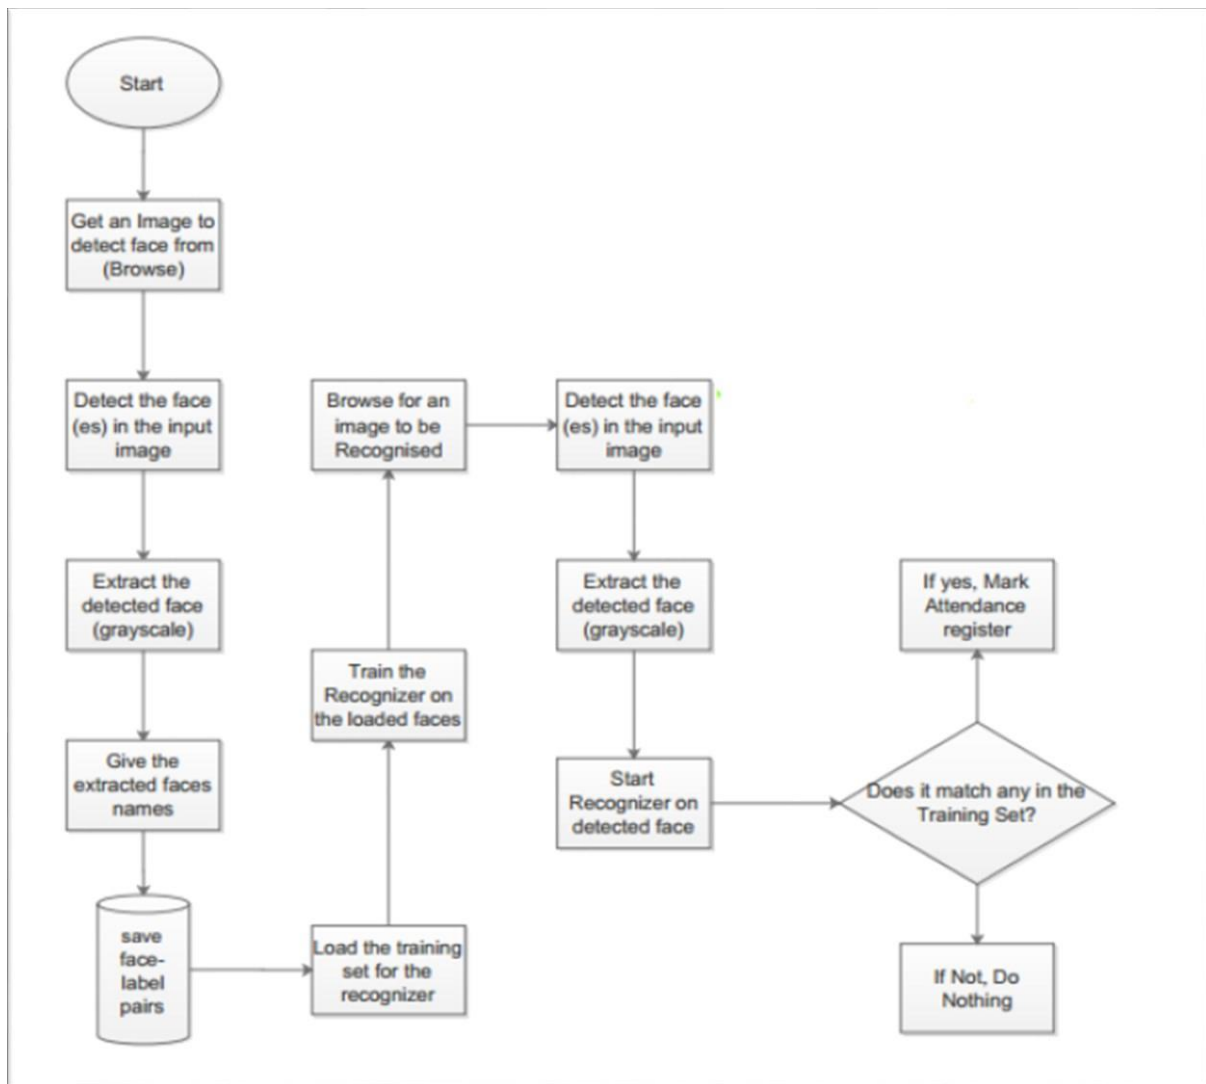 Start
Get an Image to
detect face from
(Browse)
Detect the face
(es) in the input
image
Extract the
detected face
(grayscale)
Give the
extracted faces
names
save
face-
label
pairs
Load the training
set for the
recognizer
Train the
Recognizer on
the loaded faces
Browse for an
image to be
Recognised
Detect the face
(es) in the input
image
Extract the
detected face
(grayscale)
Start
Recognizer on
detected face
Does it match any in the
Training Set?
If yes, Mark
Attendance
register
If Not, Do
Nothing